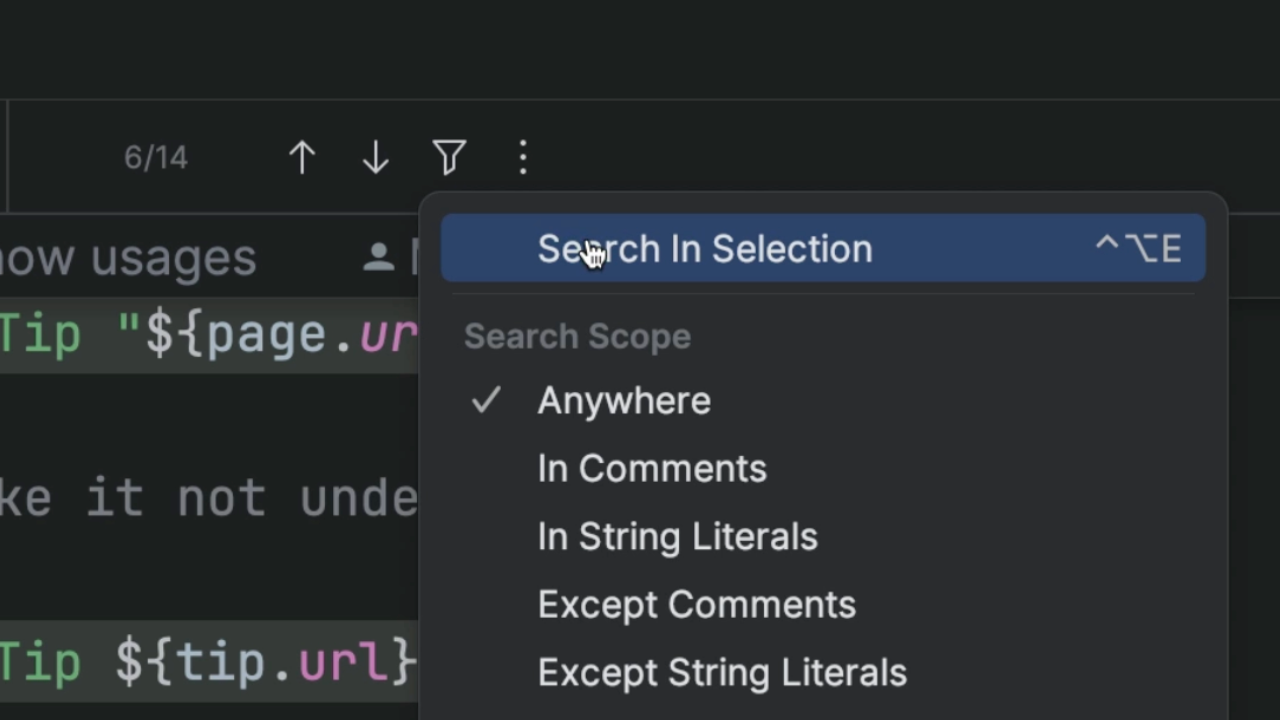 6/14
now usages
Search In Selection ^⌥E
Tip "${page.ur
Search Scope
Anywhere
In Comments
ke it not unde
In String Literals
Except Comments
Tip ${tip.url}
Except String Literals